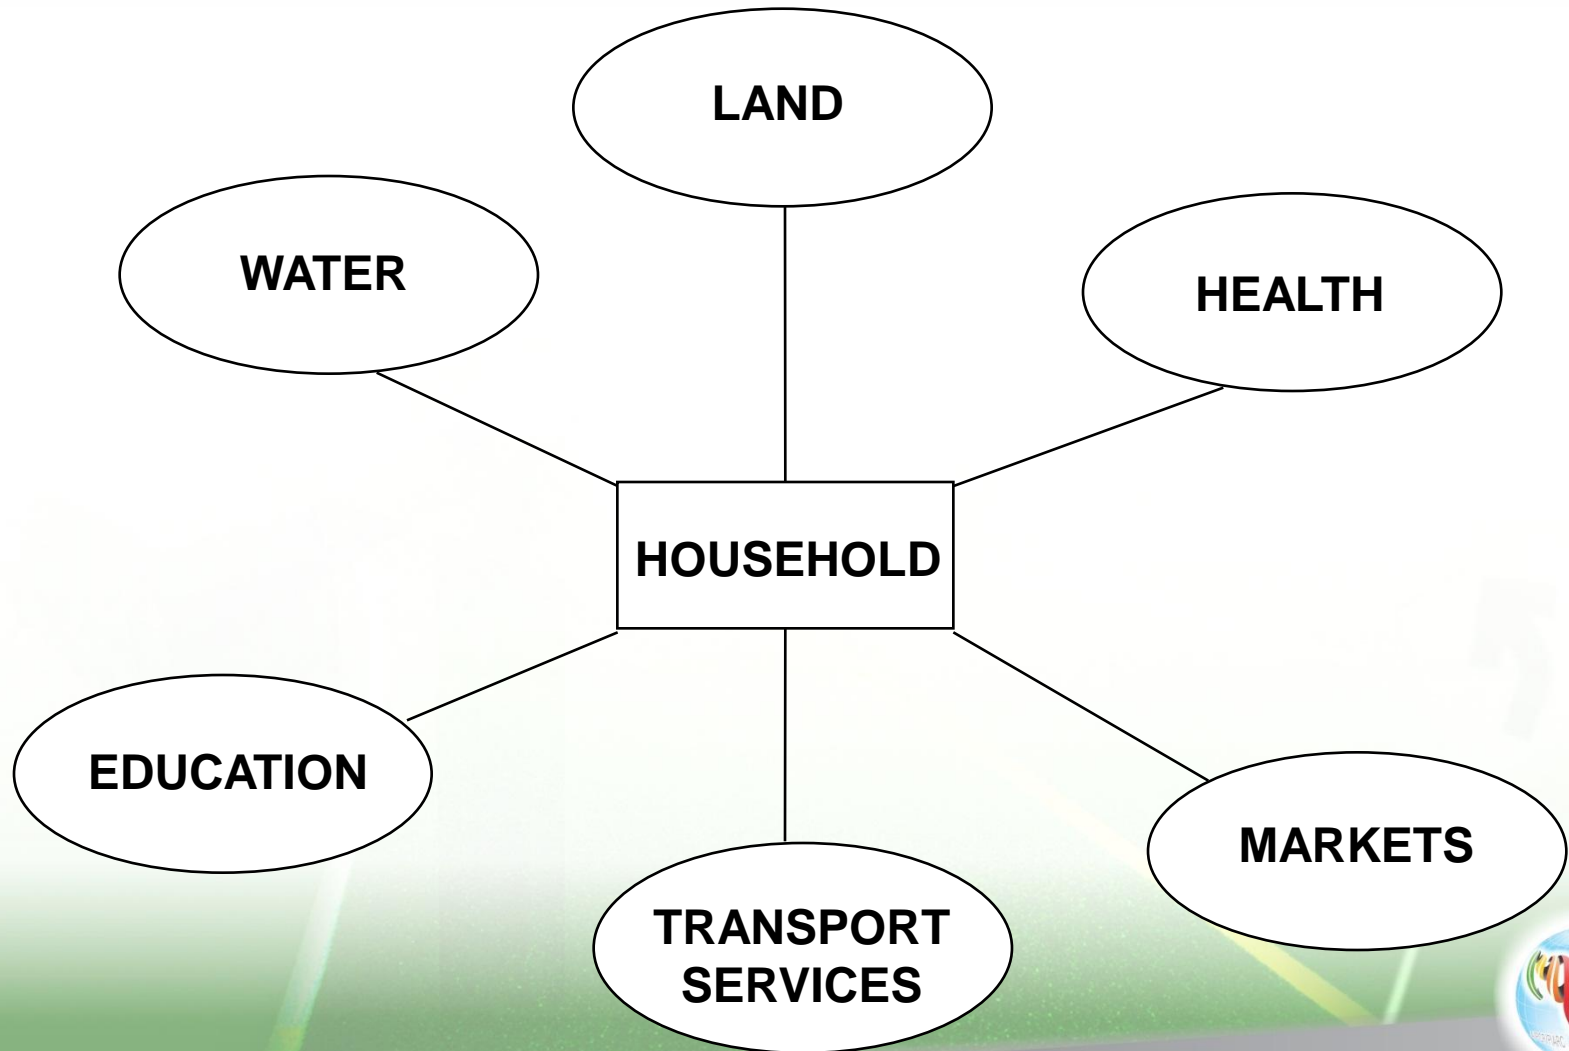 LAND
WATER
HEALTH
HOUSEHOLD
EDUCATION
MARKETS
TRANSPORT
SERVICES